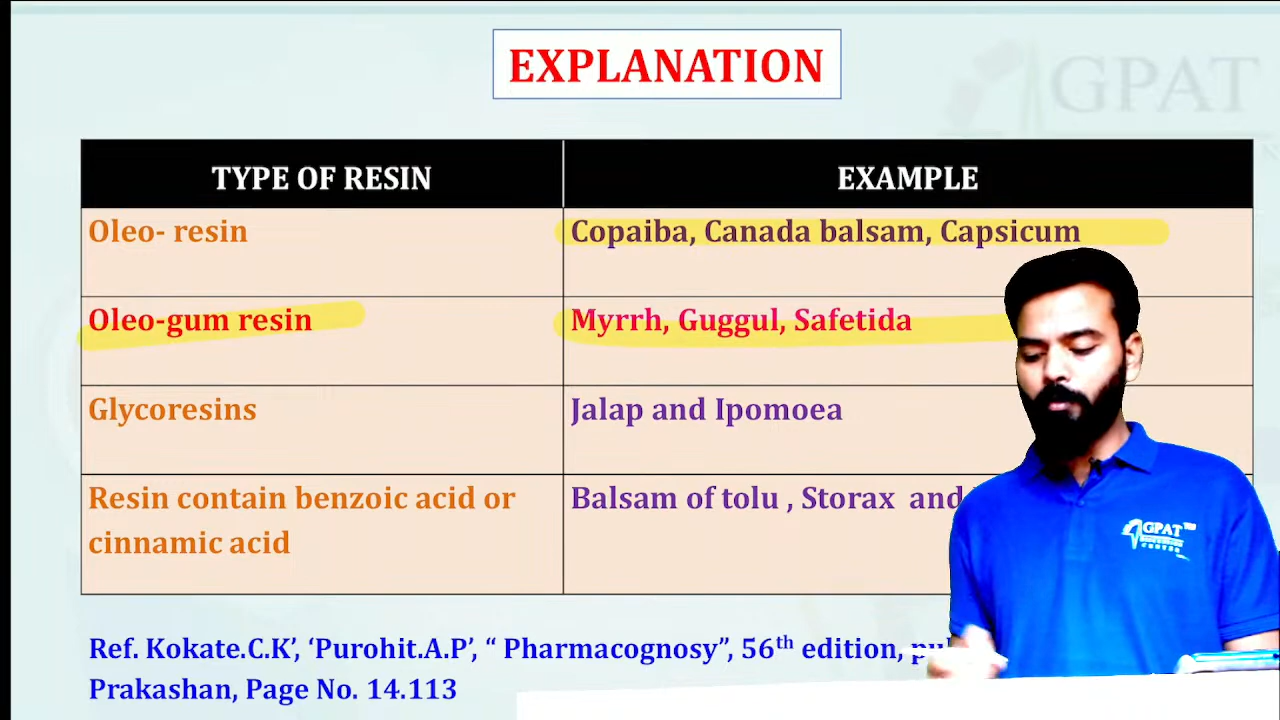 EXPLANATION
GPAT
TYPE OF RESIN
EXAMPLE
Oleo- resin
Copaiba, Canada balsam, Capsicum
Oleo-gum resin
Myrrh, Guggul, Safetida
Glycoresins
Jalap and Ipomoea
Resin contain benzoic acid or
cinnamic acid
Balsam of tolu , Storax and
Ref. Kokate.C.K’, ‘Purohit.A.P’, “ Pharmacognosy”, 56th edition,
Prakashan, Page No. 14.113
GPAT